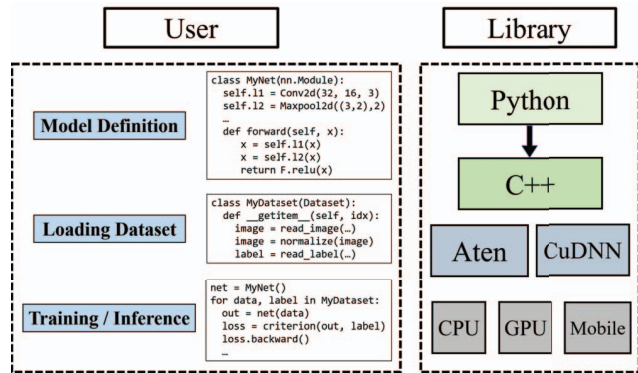 User
Library
Model Definition
class MyNet(nn.Module):
self.l1 = Conv2d(32, 16, 3)
self.l2 = Maxpool2d((3,2),2)
…
def forward(self, x):
x = self.l1(x)
x = self.l2(x)
return F.relu(x)
Loading Dataset
class MyDataset(Dataset):
def __getitem__(self, idx):
image = read_image(…)
image = normalize(image)
label = read_label(…)
Training / Inference
net = MyNet()
for data, label in MyDataset:
out = net(data)
loss = criterion(out, label)
loss.backward()
…
Python
C++
Aten
CuDNN
CPU
GPU
Mobile